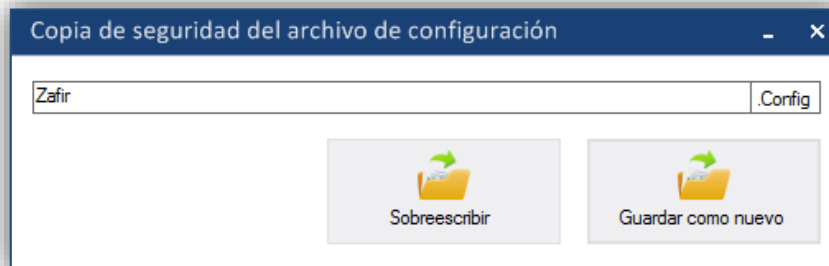 Copia de seguridad del archivo de configuración
Zafir .Config
Sobreescribir Guardar como nuevo